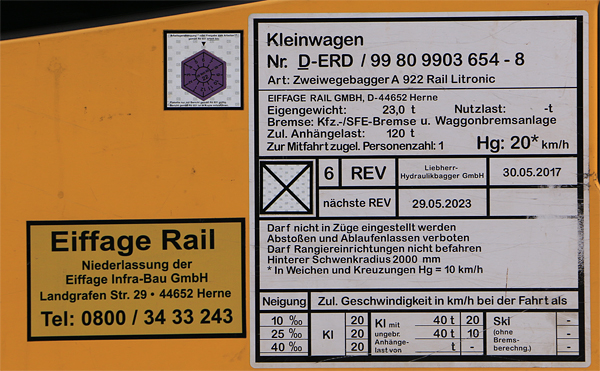 Kleinwagen
Nr. D-ERD / 99 80 9903 654 - 8
Art: Zweiwegebagger A 922 Rail Litronic
EIFFAGE RAIL GMBH, D-44652 Herne
Eigengewicht: 23,0 t Nutzlast: -t
Bremse: Kfz.-/SFE-Bremse u. Waggonbremsanlage
Zul. Anhängelast: 120 t
Zur Mitfahrt zugel. Personenzahl: 1 Hg: 20* km/h
6 REV Liebherr- 30.05.2017
Hydraulikbagger GmbH
nächste REV 29.05.2023
Darf nicht in Züge eingestellt werden
Abstoßen und Ablaufenlassen verboten
Darf Rangiereinrichtungen nicht befahren
Hinterer Schwenkradius 2000 mm
* In Weichen und Kreuzungen Hg = 10 km/h
Neigung Zul. Geschwindigkeit in km/h bei der Fahrt als
10 ‰ 20 Kl mit 40 t 20 Ski -
25 ‰ Kl 20 ungebr. 40 t 10 (ohne -
40 ‰ 20 Anhänge- t - Brems- -
last von berechng.)
Eiffage Rail
Niederlassung der
Eiffage Infra-Bau GmbH
Landgrafen Str. 29 • 44652 Herne
Tel: 0800 / 34 33 243